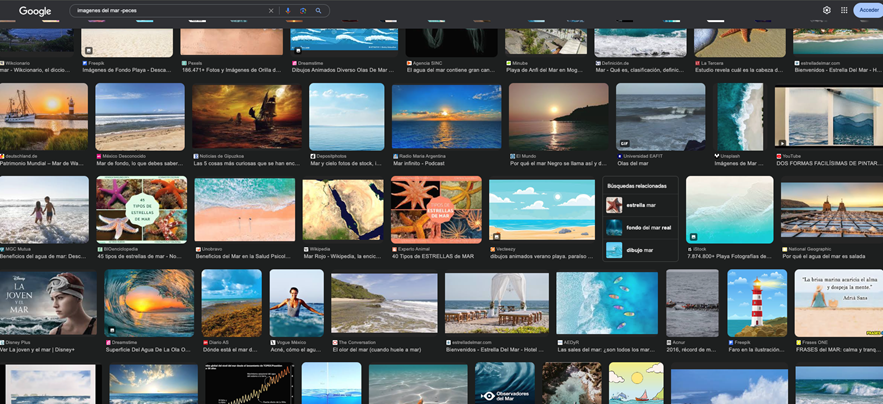 Google
imagenes del mar -peces
Acceder
Wikcionario
mar - Wikcionario, el diccio...
Freepik
Imágenes de Fondo Playa - Desca...
Pexels
186.471+ Fotos y Imágenes de Orilla d...
Dreamstime
Dibujos Animados Diverso Olas De Mar ...
Agencia SINC
El agua del mar contiene gran can...
Minube
Playa de Anfi del Mar en Mog...
Definición.de
Mar - Qué es, clasificación, definic...
La Tercera
Estudio revela cuál es la cabeza d...
estrelladelmar.com
Bienvenidos - Estrella Del Mar - H...
deutschland.de
Patrimonio Mundial – Mar de Wa...
México Desconocido
Mar de fondo, lo que debes saber...
Noticias de Gipuzkoa
Las 5 cosas más curiosas que se han enc...
Depositphotos
Mar y cielo fotos de stock, i...
Radio María Argentina
Mar infinito - Podcast
El Mundo
Por qué el mar Negro se llama así y d...
GIF
Universidad EAFIT
Olas del mar
Unsplash
Imágenes de Mar ...
YouTube
DOS FORMAS FACILÍSIMAS DE PINTAR...
MGC Mutua
Beneficios del agua de mar: Desc...
45
TIPOS DE
ESTRELLAS
DE MAR
BiCiensolopedia
45 tipos de estrellas de mar - No...
Unobravo
Beneficios del Mar en la Salud Psicol...
Wikipedia
Mar Rojo - Wikipedia, la encic...
TIPOS DE
ESTRELLAS
DE MAR
Experto Animal
40 Tipos de ESTRELLAS de MAR
Vecteezy
dibujos animados verano playa. paraíso ...
Búsquedas relacionadas
estrella mar
fondo del mar real
dibujo mar
iStock
7.874.800+ Playa Fotografías de...
National Geographic
Por qué el agua del mar es salada
Disney
LA
JOVEN
Y EL
MAR
Disney Plus
Ver La joven y el mar | Disney+
Dreamstime
Superficie Del Agua De La Ola O...
Diario AS
Dónde está el mar d...
Vogue México
Acné, cómo el agu...
The Conversation
El olor del mar (cuando huele a mar)
estrelladelmar.com
Bienvenidos - Estrella Del Mar - Hotel ...
AEDyR
Las sales del mar: ¿son todos los mar...
2016, récord de m...
Freepik
Faro en la ilustración...
"La brisa marina acaricia el alma
y despeja la mente."
Adriá Sass
Frases ONE
FRASES del MAR: calma y tranq...
Observadores
del Mar